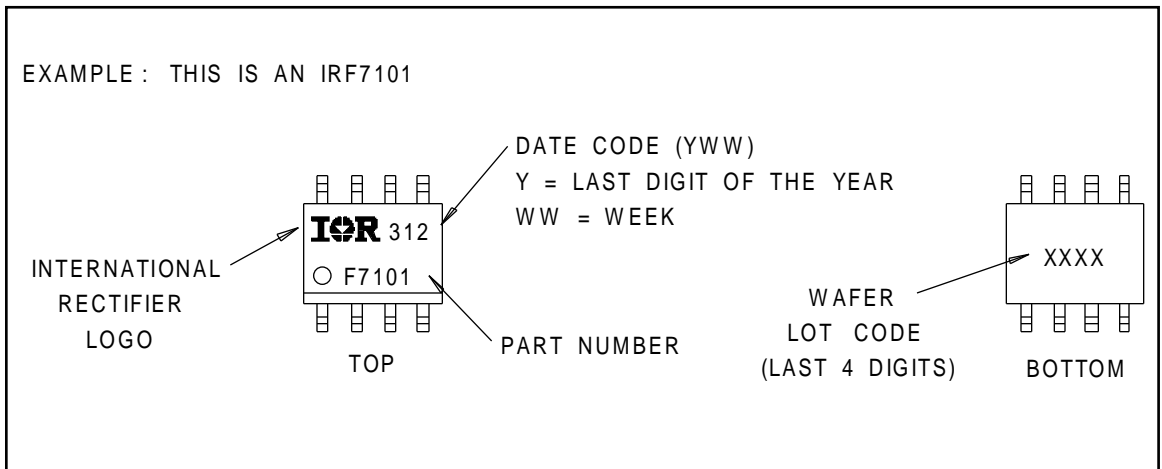 EXAMPLE : THIS IS AN IRF7101
DATE CODE (YWW)
Y = LAST DIGIT OF THE YEAR
WW = WEEK
IOR 312
F7101
INTERNATIONAL
RECTIFIER
LOGO
PART NUMBER
TOP
XXXX
WAFER
LOT CODE
(LAST 4 DIGITS)
BOTTOM